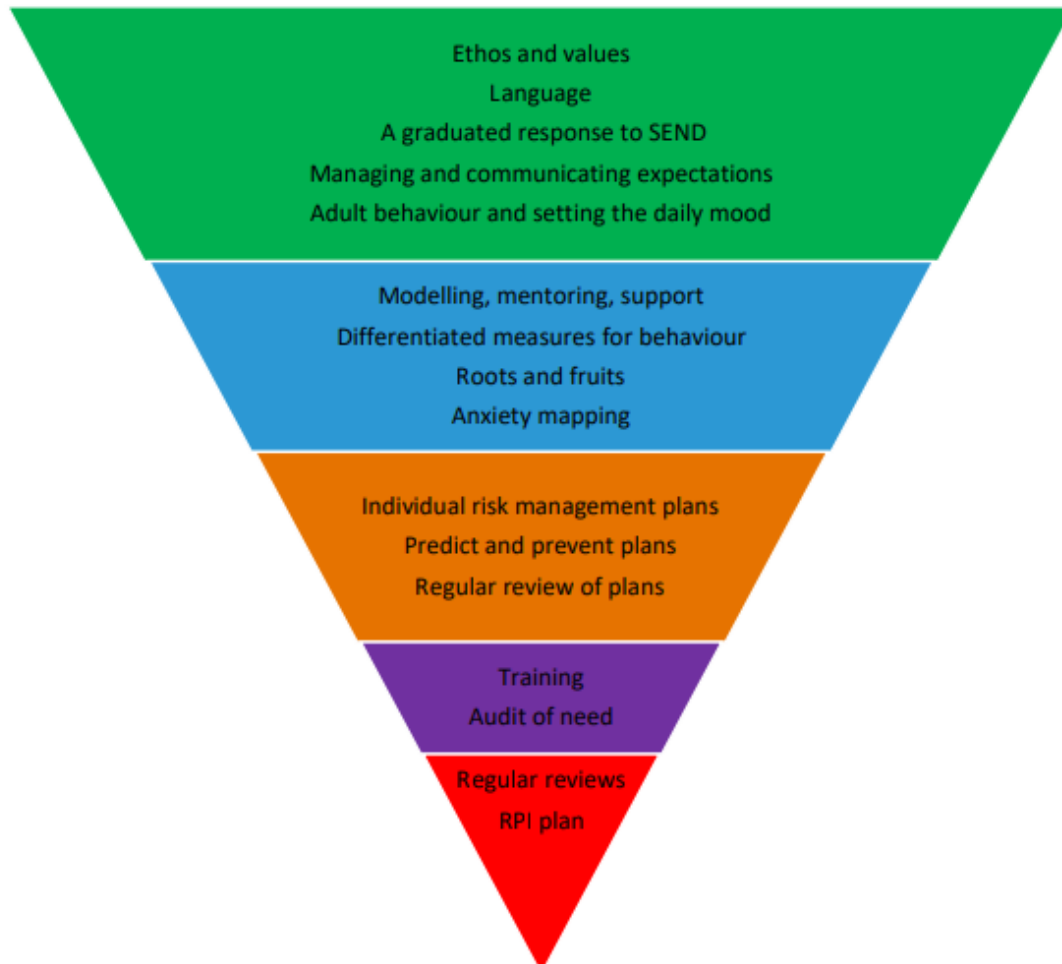 Ethos and values
Language
A graduated response to SEND
Managing and communicating expectations
Adult behaviour and setting the daily mood
Modelling, mentoring, support
Differentiated measures for behaviour
Roots and fruits
Anxiety mapping
Individual risk management plans
Predict and prevent plans
Regular review of plans
Training
Audit of need
Regular reviews
RPI plan